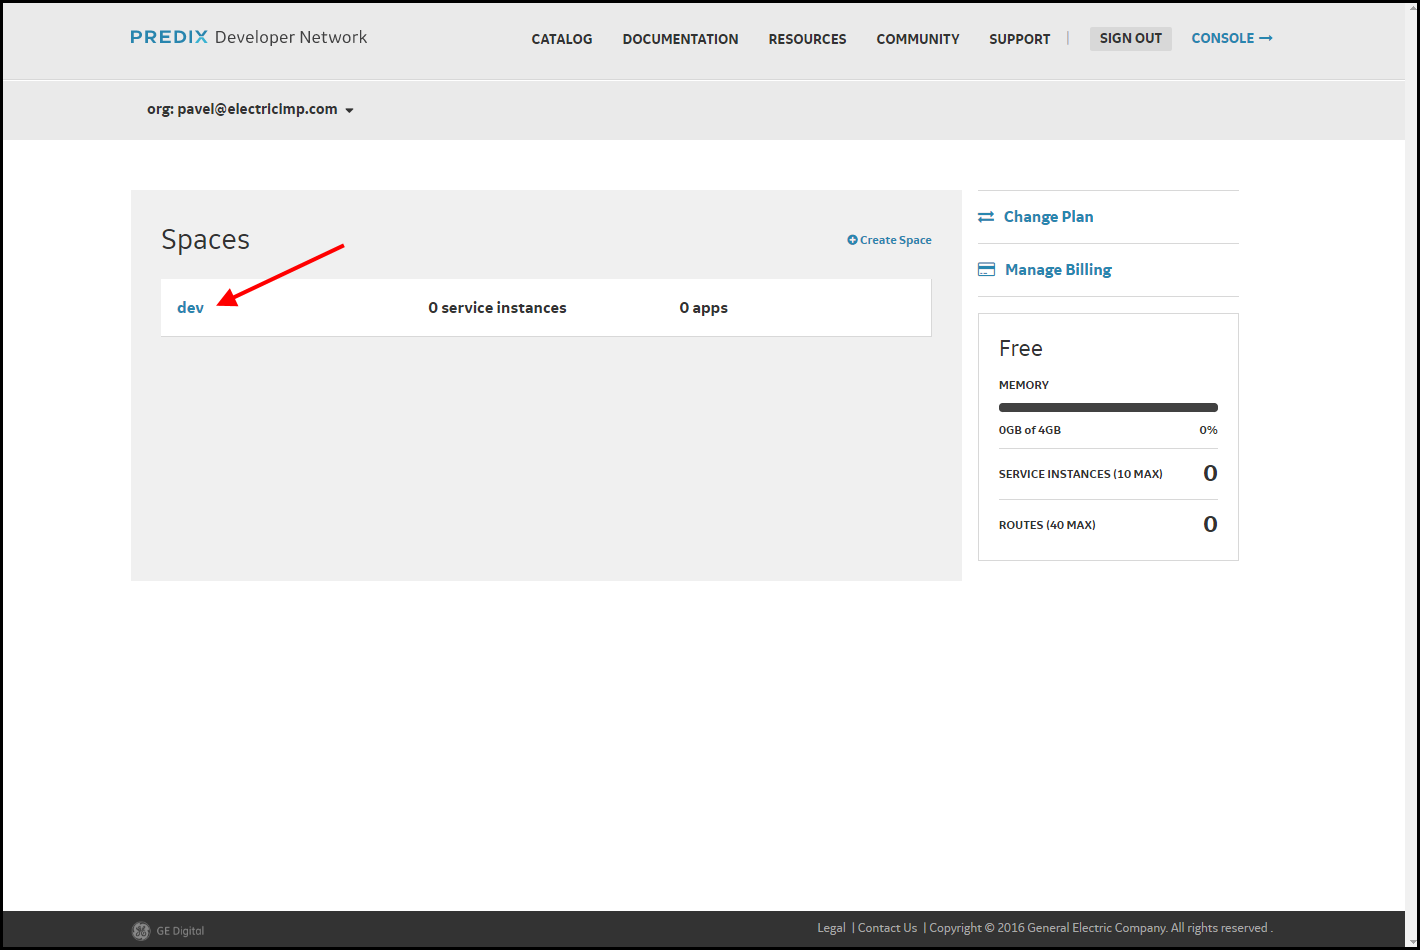 PREDIX Developer Network
CATALOG DOCUMENTATION RESOURCES COMMUNITY SUPPORT | SIGN OUT CONSOLE →
org: pavel@electricimp.com
Spaces
Create Space
dev 0 service instances 0 apps
Change Plan
Manage Billing
Free
MEMORY
0GB of 4GB 0%
SERVICE INSTANCES (10 MAX) 0
ROUTES (40 MAX) 0
GE Digital
Legal | Contact Us | Copyright © 2016 General Electric Company. All rights reserved .